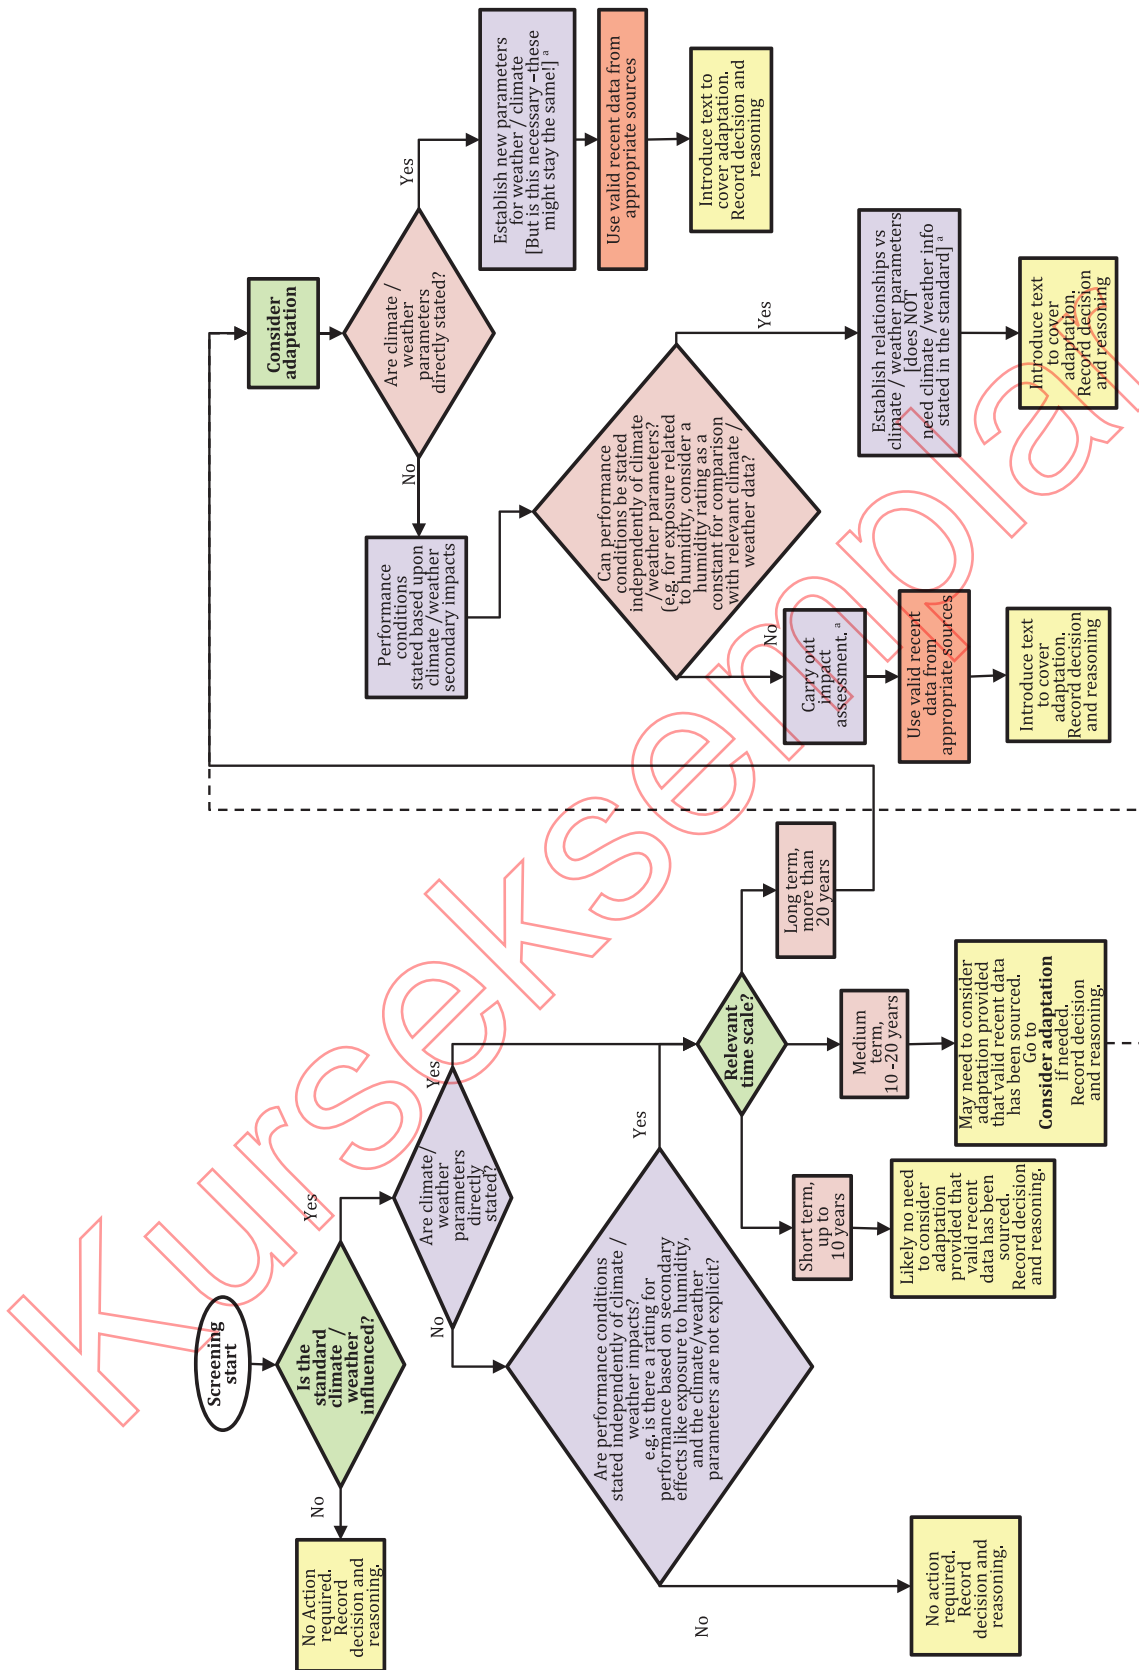 Screening
start
Is the
standard
climate /
weather
influenced?
No
No Action
required.
Record
decision and
reasoning.
Yes
Are climate/
weather
parameters
directly
stated?
No
Yes
Are performance conditions
stated independently of climate /
weather impacts?
e.g. is there a rating for
performance based on secondary
effects like exposure to humidity,
and the climate/weather
parameters are not explicit?
No
No action
required.
Record
decision and
reasoning.
Yes
Relevant
time scale?
Short term,
up to
10 years
Likely no need
to consider
adaptation
provided that
valid recent
data has been
sourced.
Record decision
and reasoning.
Medium
term,
10 -20 years
May need to consider
adaptation provided
that valid recent data
has been sourced.
Go to
Consider adaptation
if needed.
Record decision
and reasoning.
Long term,
more than
20 years
Consider
adaptation
Are climate /
weather
parameters
directly stated?
No
Yes
Performance
conditions
stated based upon
climate /weather
secondary impacts
Can performance
conditions be stated
independently of climate
/weather parameters?
(e.g. for exposure related
to humidity, consider a
humidity rating as a
constant for comparison
with relevant climate /
weather data?
No
Carry out
impact
assessment. a
Use valid recent
data from
appropriate sources
Introduce text
to cover
adaptation.
Record decision
and reasoning
Yes
Establish relationships vs
climate / weather parameters
[does NOT
need climate /weather info
stated in the standard] a
Introduce text
to cover
adaptation.
Record decision
and reasoning
Establish new parameters
for weather / climate
[But is this necessary –these
might stay the same!] a
Use valid recent data from
appropriate sources
Introduce text to
cover adaptation.
Record decision and
reasoning
Kurseksemplar